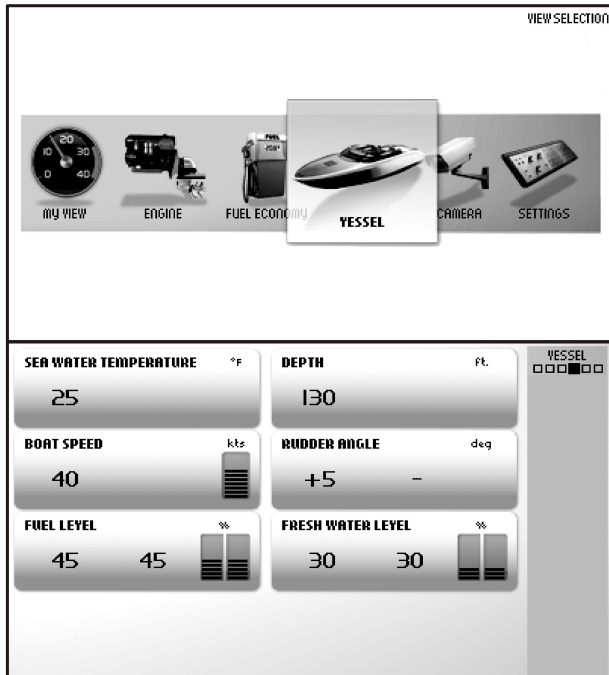 VIEW SELECTION
20
10 30
0 40
FUEL
MY VIEW ENGINE FUEL ECONOMY VESSEL CAMERA SETTINGS
SEA WATER TEMPERATURE °F DEPTH ft. VESSEL
25 130
BOAT SPEED kts RUDDER ANGLE deg
40 +5 -
FUEL LEVEL % FRESH WATER LEVEL %
45 45 30 30